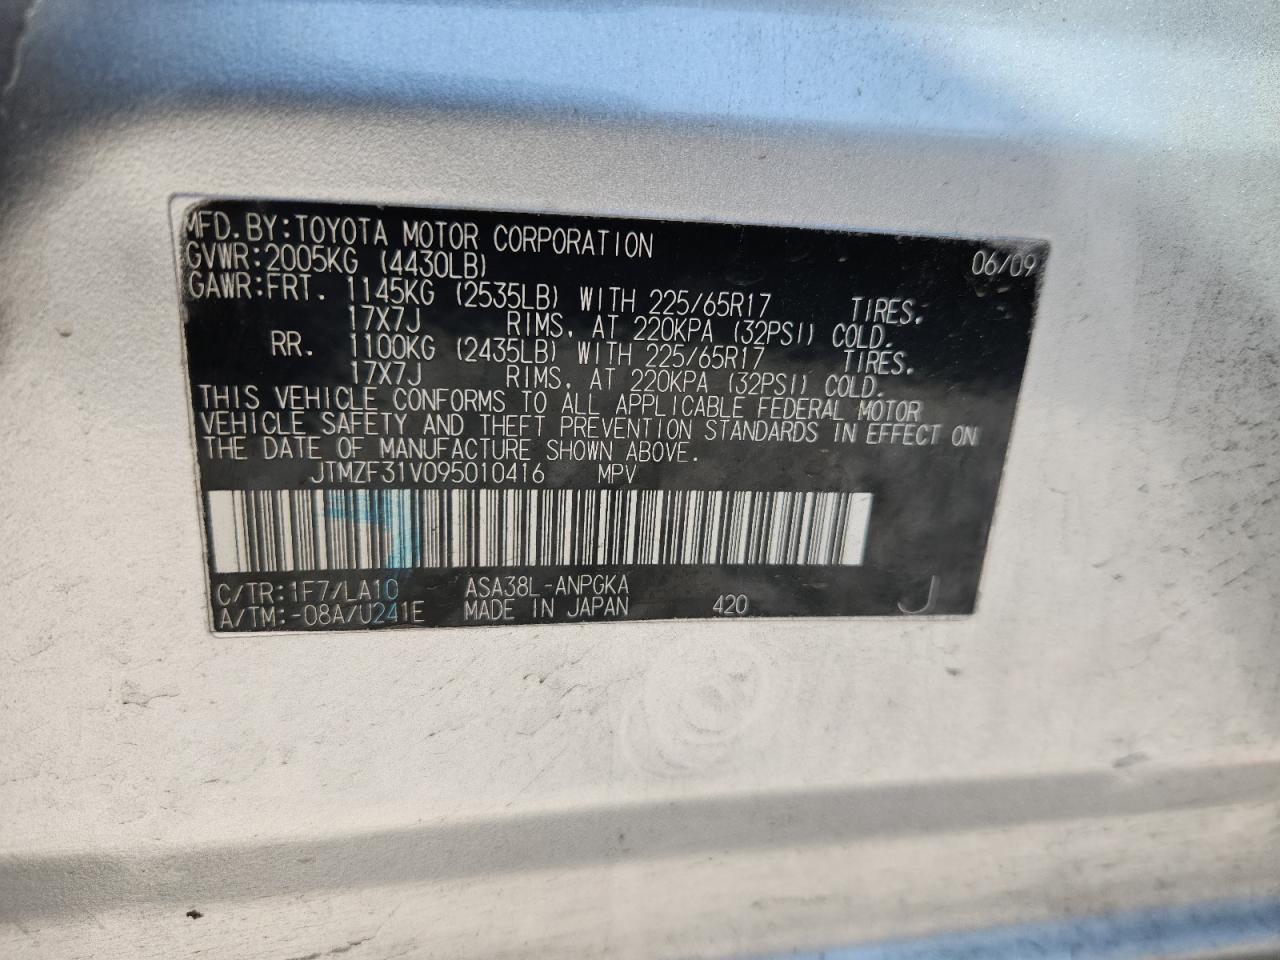 MFD.BY:TOYOTA MOTOR CORPORATION 06/09
GVWR:2005KG (4430LB)
GAWR:FRT. 1145KG (2535LB) WITH 225/65R17 TIRES.
17X7J RIMS, AT 220KPA (32PSI) COLD.
RR. 1100KG (2435LB) WITH 225/65R17 TIRES.
17X7J RIMS, AT 220KPA (32PSI) COLD.
THIS VEHICLE CONFORMS TO ALL APPLICABLE FEDERAL MOTOR
VEHICLE SAFETY AND THEFT PREVENTION STANDARDS IN EFFECT ON
THE DATE OF MANUFACTURE SHOWN ABOVE.
JTMZF31V095010416 MPV
C/TR:1F7/LA10 ASA38L-ANPGKA
A/TM:-08A/U241E MADE IN JAPAN 420 J